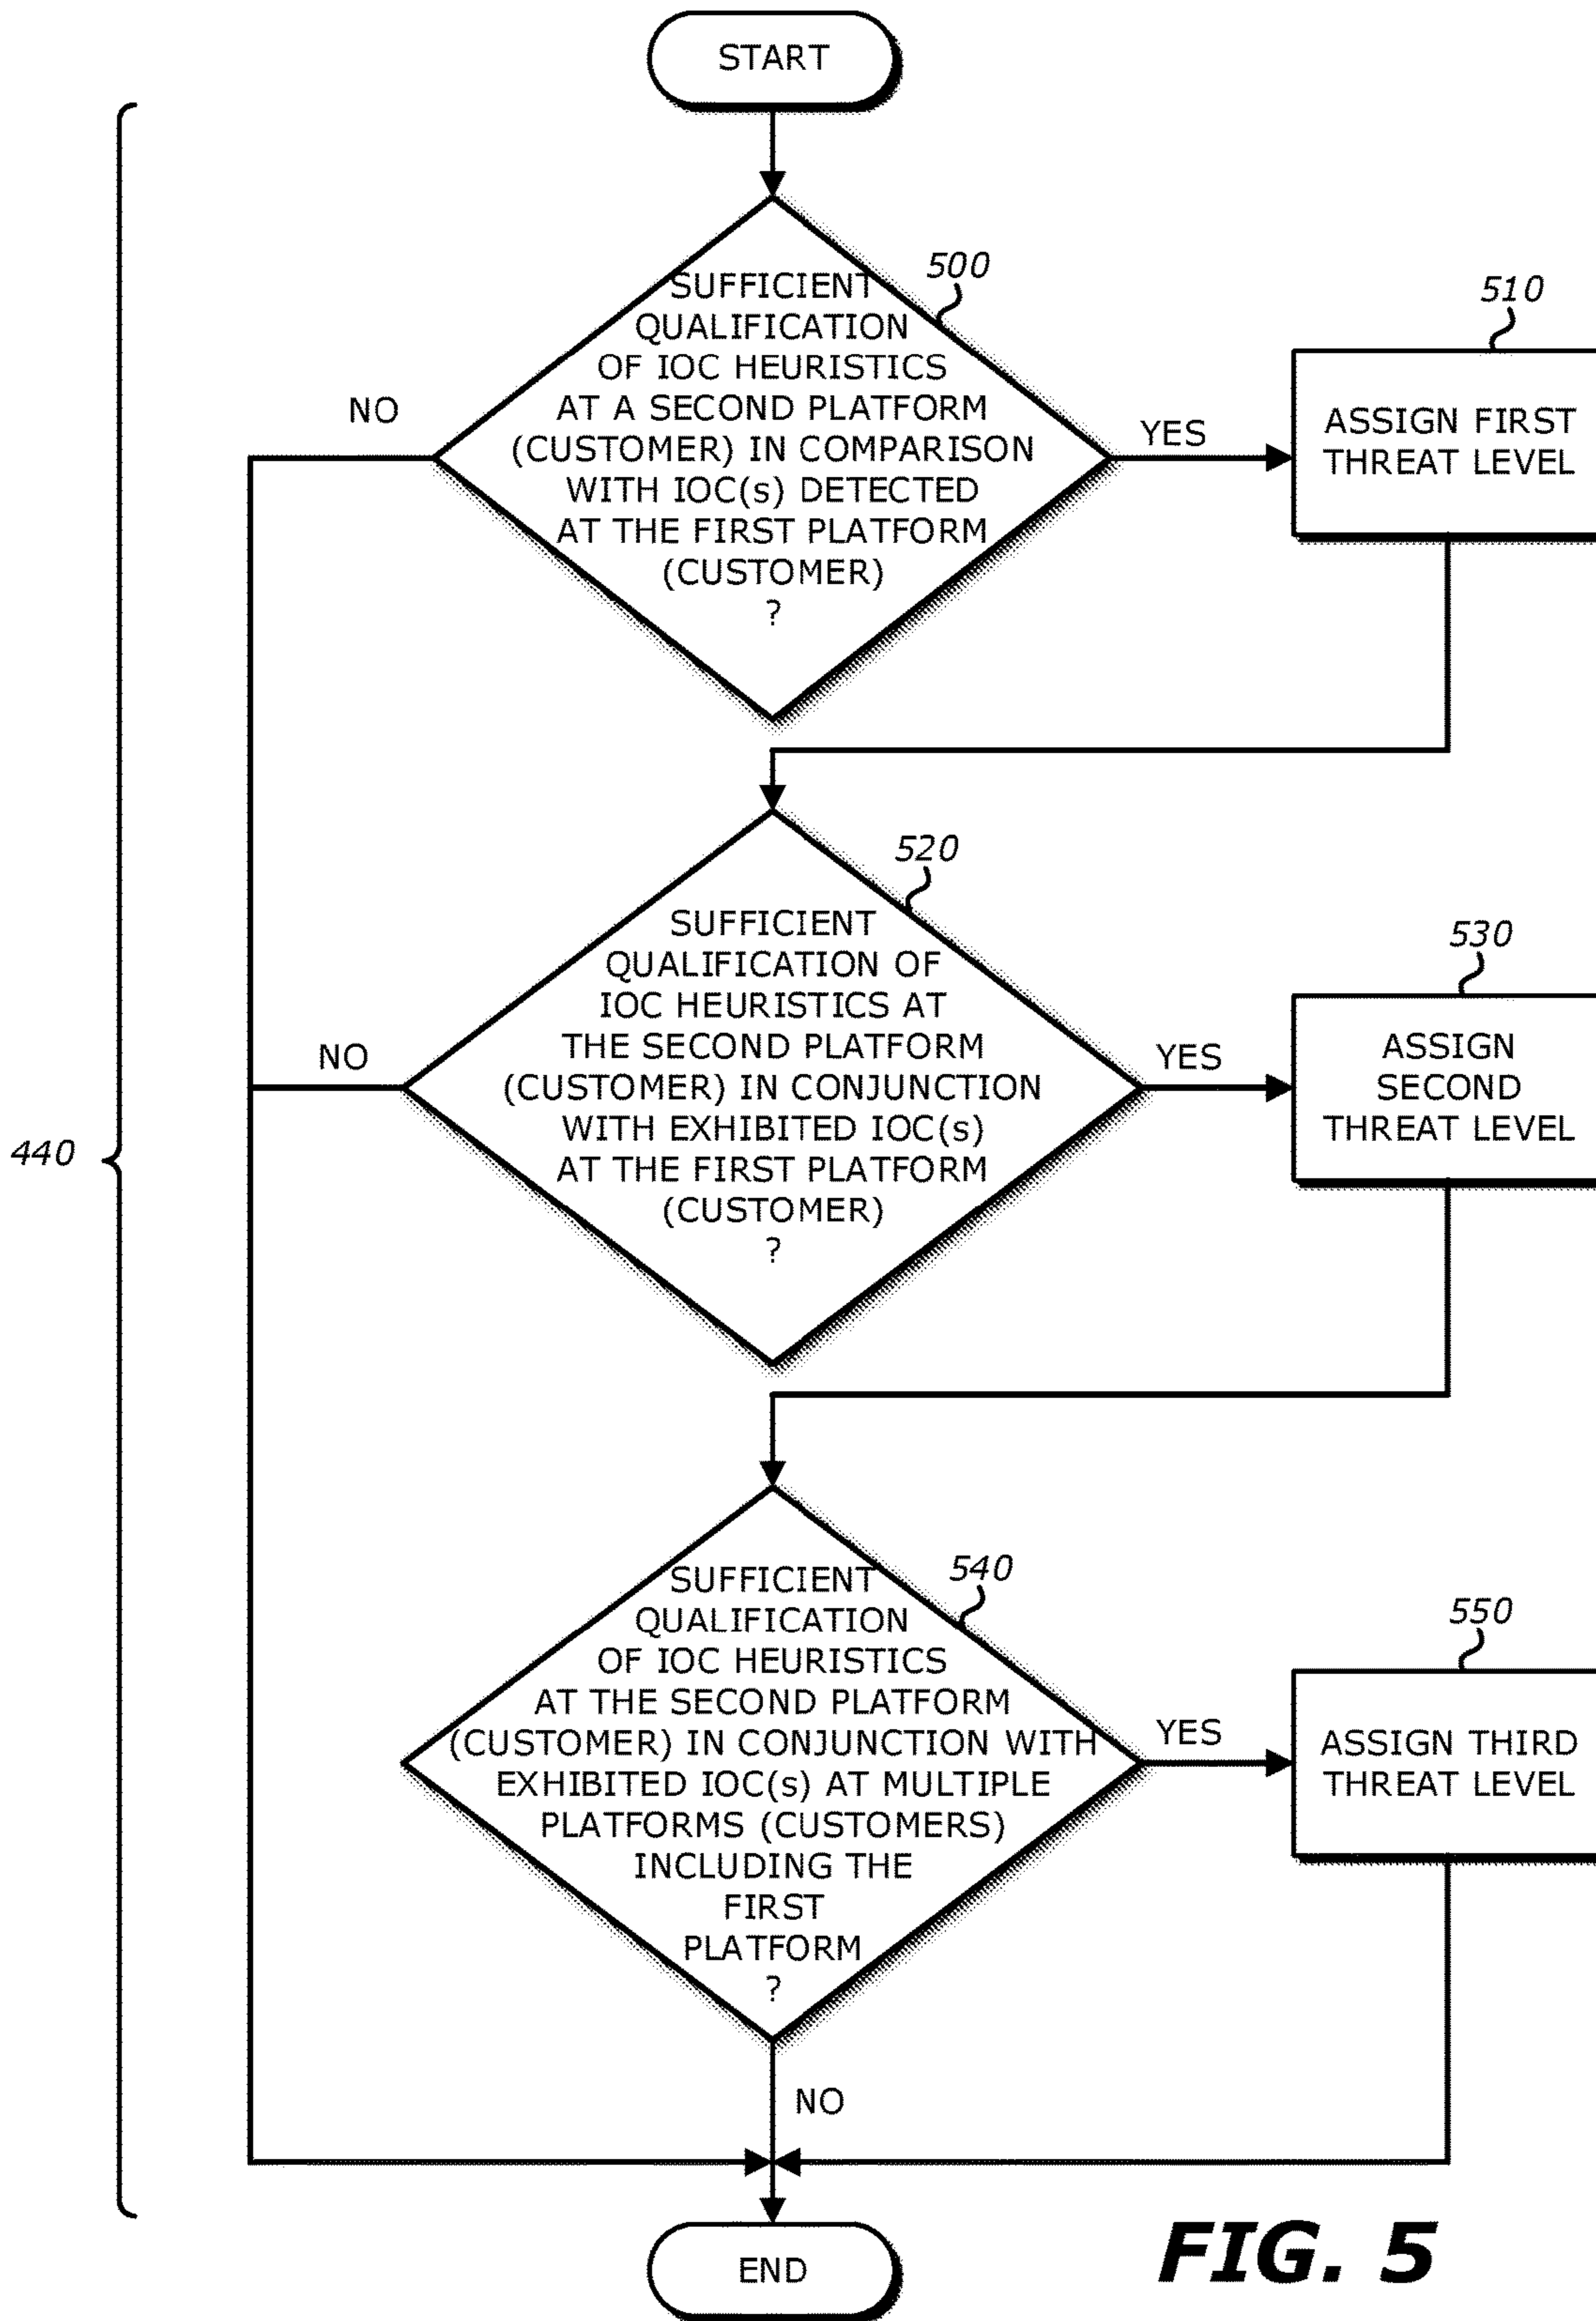 START
500
SUFFICIENT
QUALIFICATION
OF IOC HEURISTICS
AT A SECOND PLATFORM
(CUSTOMER) IN COMPARISON
WITH IOC(s) DETECTED
AT THE FIRST PLATFORM
(CUSTOMER)
?
NO
YES
510
ASSIGN FIRST
THREAT LEVEL
520
SUFFICIENT
QUALIFICATION OF
IOC HEURISTICS AT
THE SECOND PLATFORM
(CUSTOMER) IN CONJUNCTION
WITH EXHIBITED IOC(s)
AT THE FIRST PLATFORM
(CUSTOMER)
?
NO
YES
530
ASSIGN
SECOND
THREAT LEVEL
440
540
SUFFICIENT
QUALIFICATION
OF IOC HEURISTICS
AT THE SECOND PLATFORM
(CUSTOMER) IN CONJUNCTION WITH
EXHIBITED IOC(s) AT MULTIPLE
PLATFORMS (CUSTOMERS)
INCLUDING THE
FIRST
PLATFORM
?
YES
550
ASSIGN THIRD
THREAT LEVEL
NO
END
FIG. 5